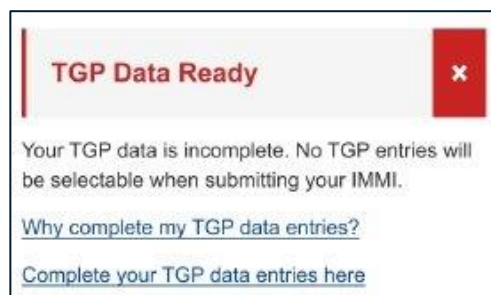 TGP Data Ready ×
Your TGP data is incomplete. No TGP entries will
be selectable when submitting your IMMI.
Why complete my TGP data entries?
Complete your TGP data entries here